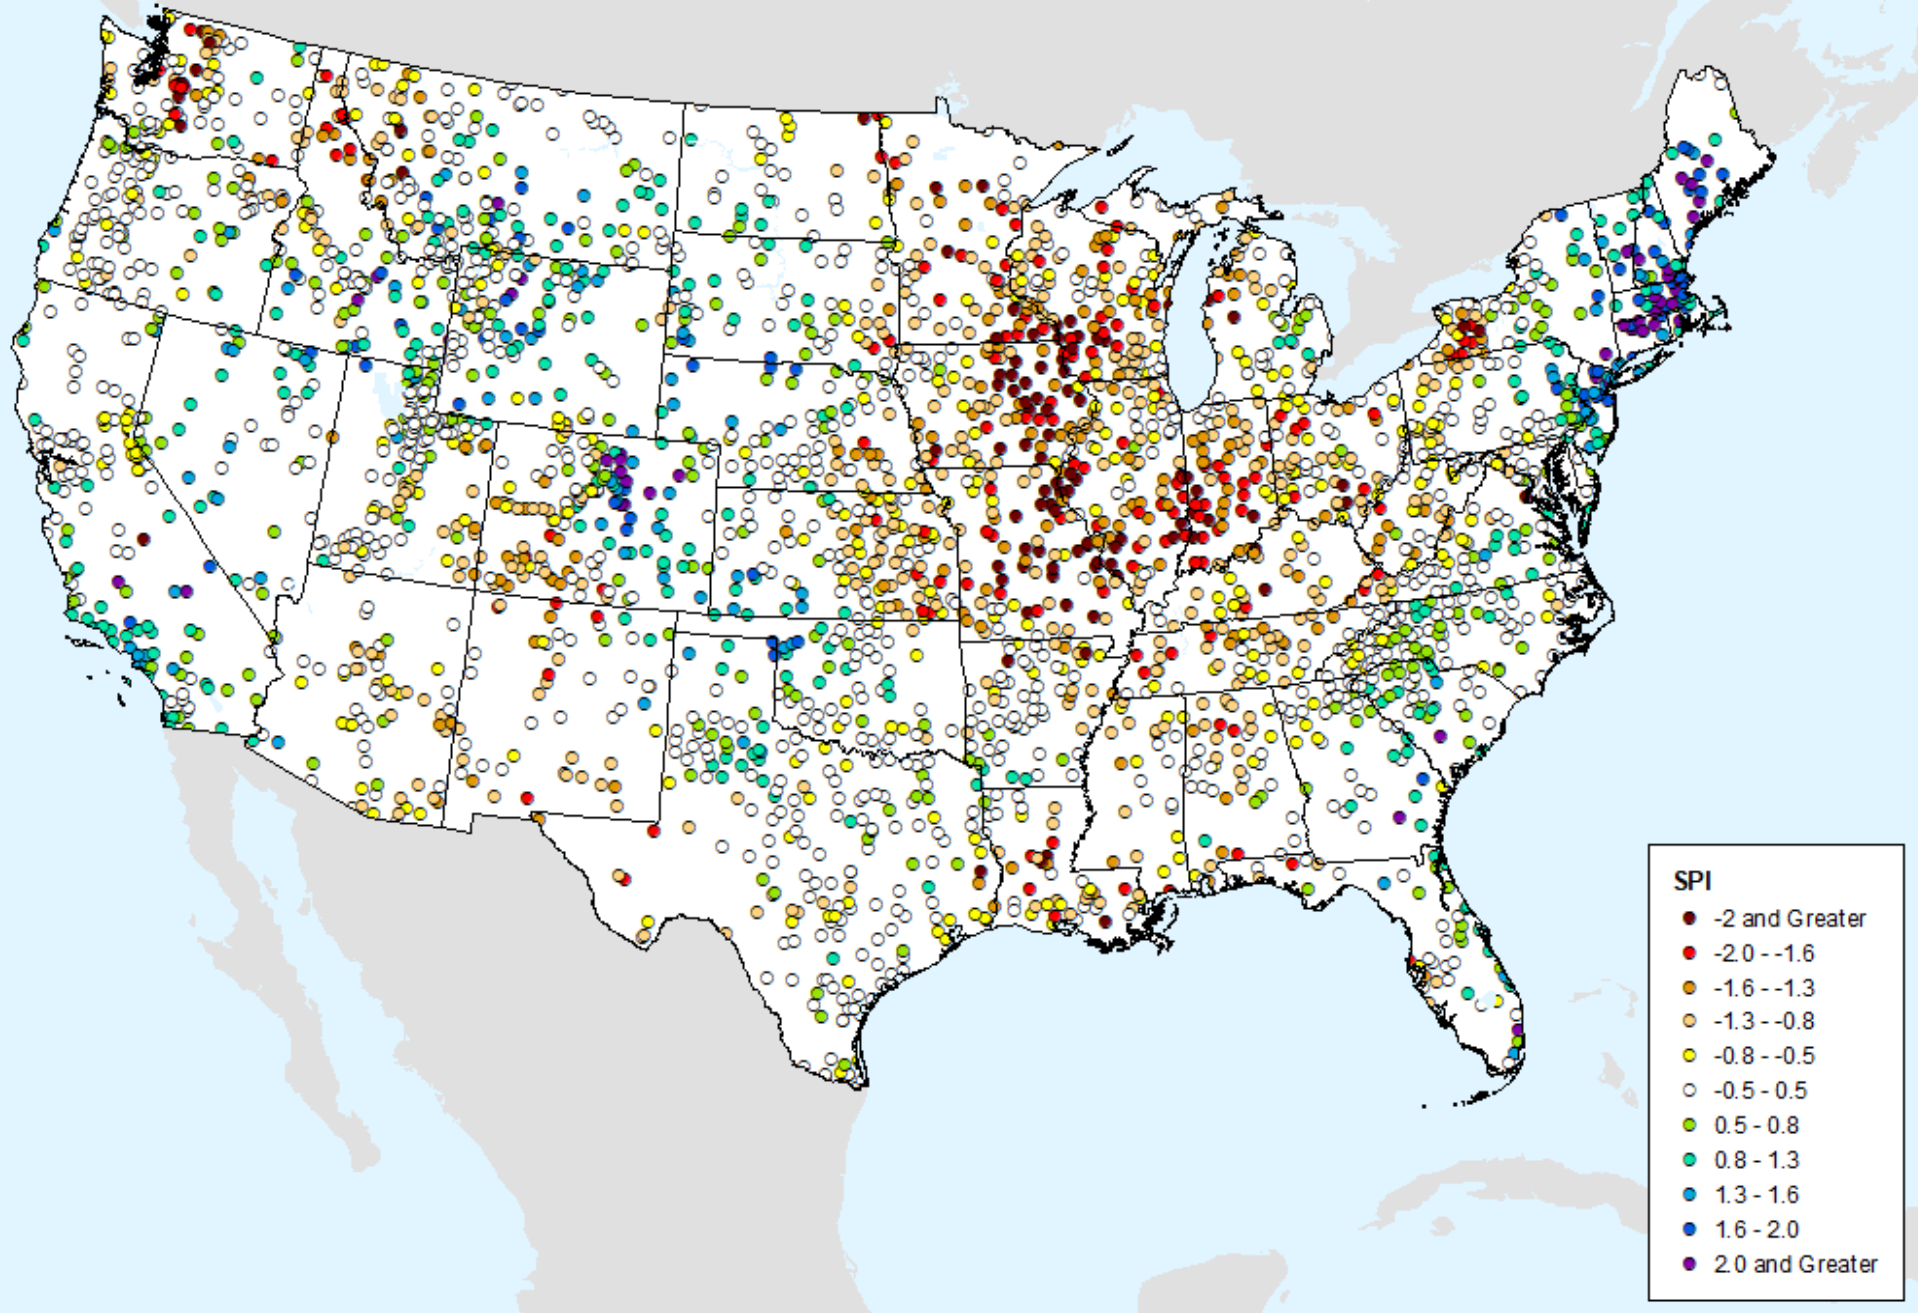 SPI
-2 and Greater
-2.0 - -1.6
-1.6 - -1.3
-1.3 - -0.8
-0.8 - -0.5
-0.5 - 0.5
0.5 - 0.8
0.8 - 1.3
1.3 - 1.6
1.6 - 2.0
2.0 and Greater